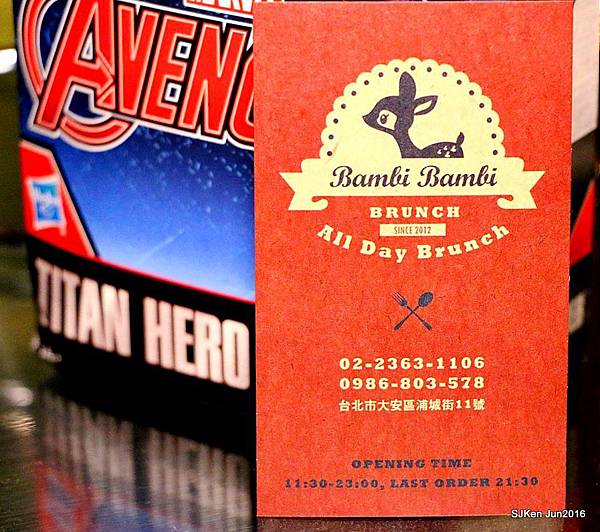 MARVEL
AVENG
TITAN HERO
Bambi Bambi
BRUNCH
SINCE 2012
All Day Brunch
02-2363-1106
0986-803-578
台北市大安區浦城街11號
OPENING TIME
11:30-23:00, LAST ORDER 21:30
SJKen Jun2016